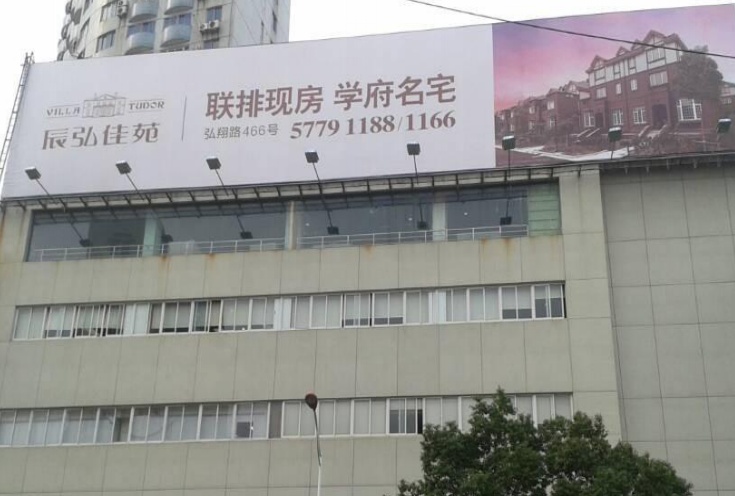 VILLA TUDOR
辰弘佳苑
联排现房 学府名宅
弘翔路466号 5779 1188/1166